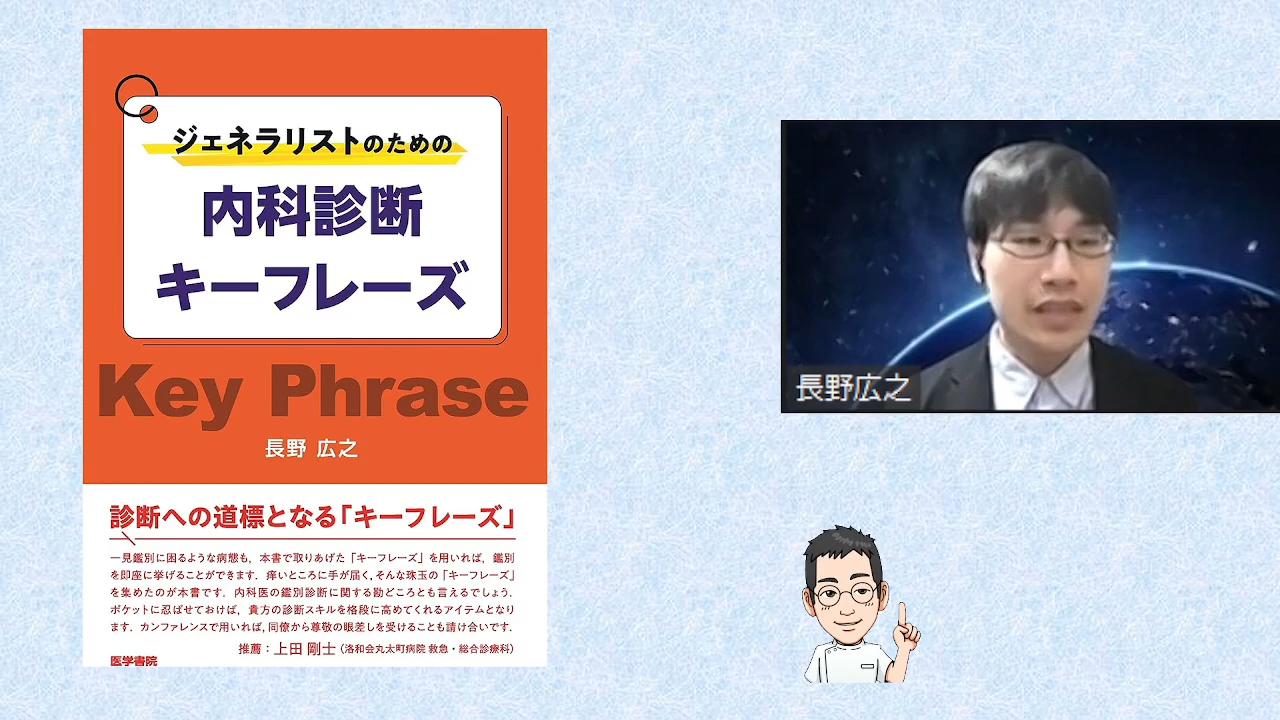 ジェネラリストのための
内科診断
キーフレーズ
Key Phrase
長野 広之
診断への道標となる「キーフレーズ」
一見鑑別に困るような病態も，本書で取りあげた「キーフレーズ」を用いれば，鑑別
を即座に挙げることができます．痒いところに手が届く，そんな珠玉の「キーフレーズ」
を集めたのが本書です．内科医の鑑別診断に関する勘どころとも言えるでしょう．
ポケットに忍ばせておけば，貴方の診断スキルを格段に高めてくれるアイテムとなり
ます．カンファレンスで用いれば，同僚から尊敬の眼差しを受けることも請け合いです．
推薦：上田 剛士（洛和会丸太町病院 救急・総合診療科）
医学書院
長野広之